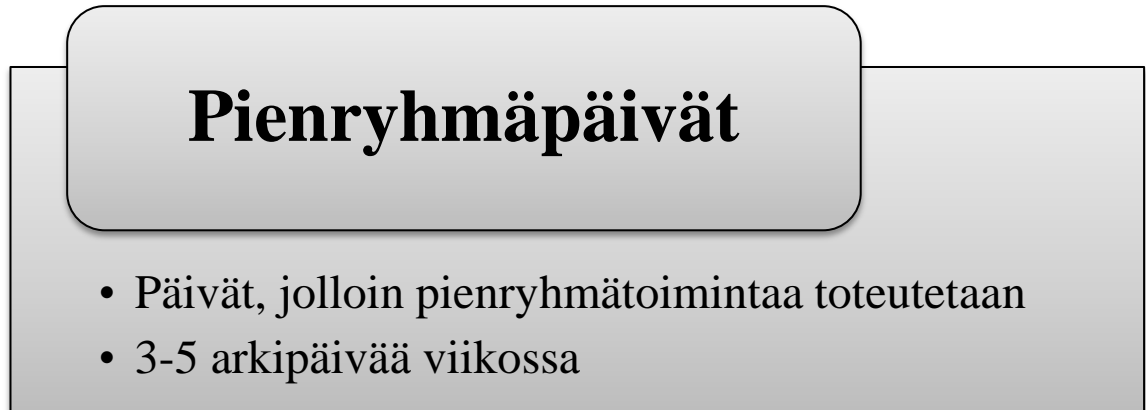 Pienryhmäpäivät
• Päivät, jolloin pienryhmätoimintaa toteutetaan
• 3-5 arkipäivää viikossa